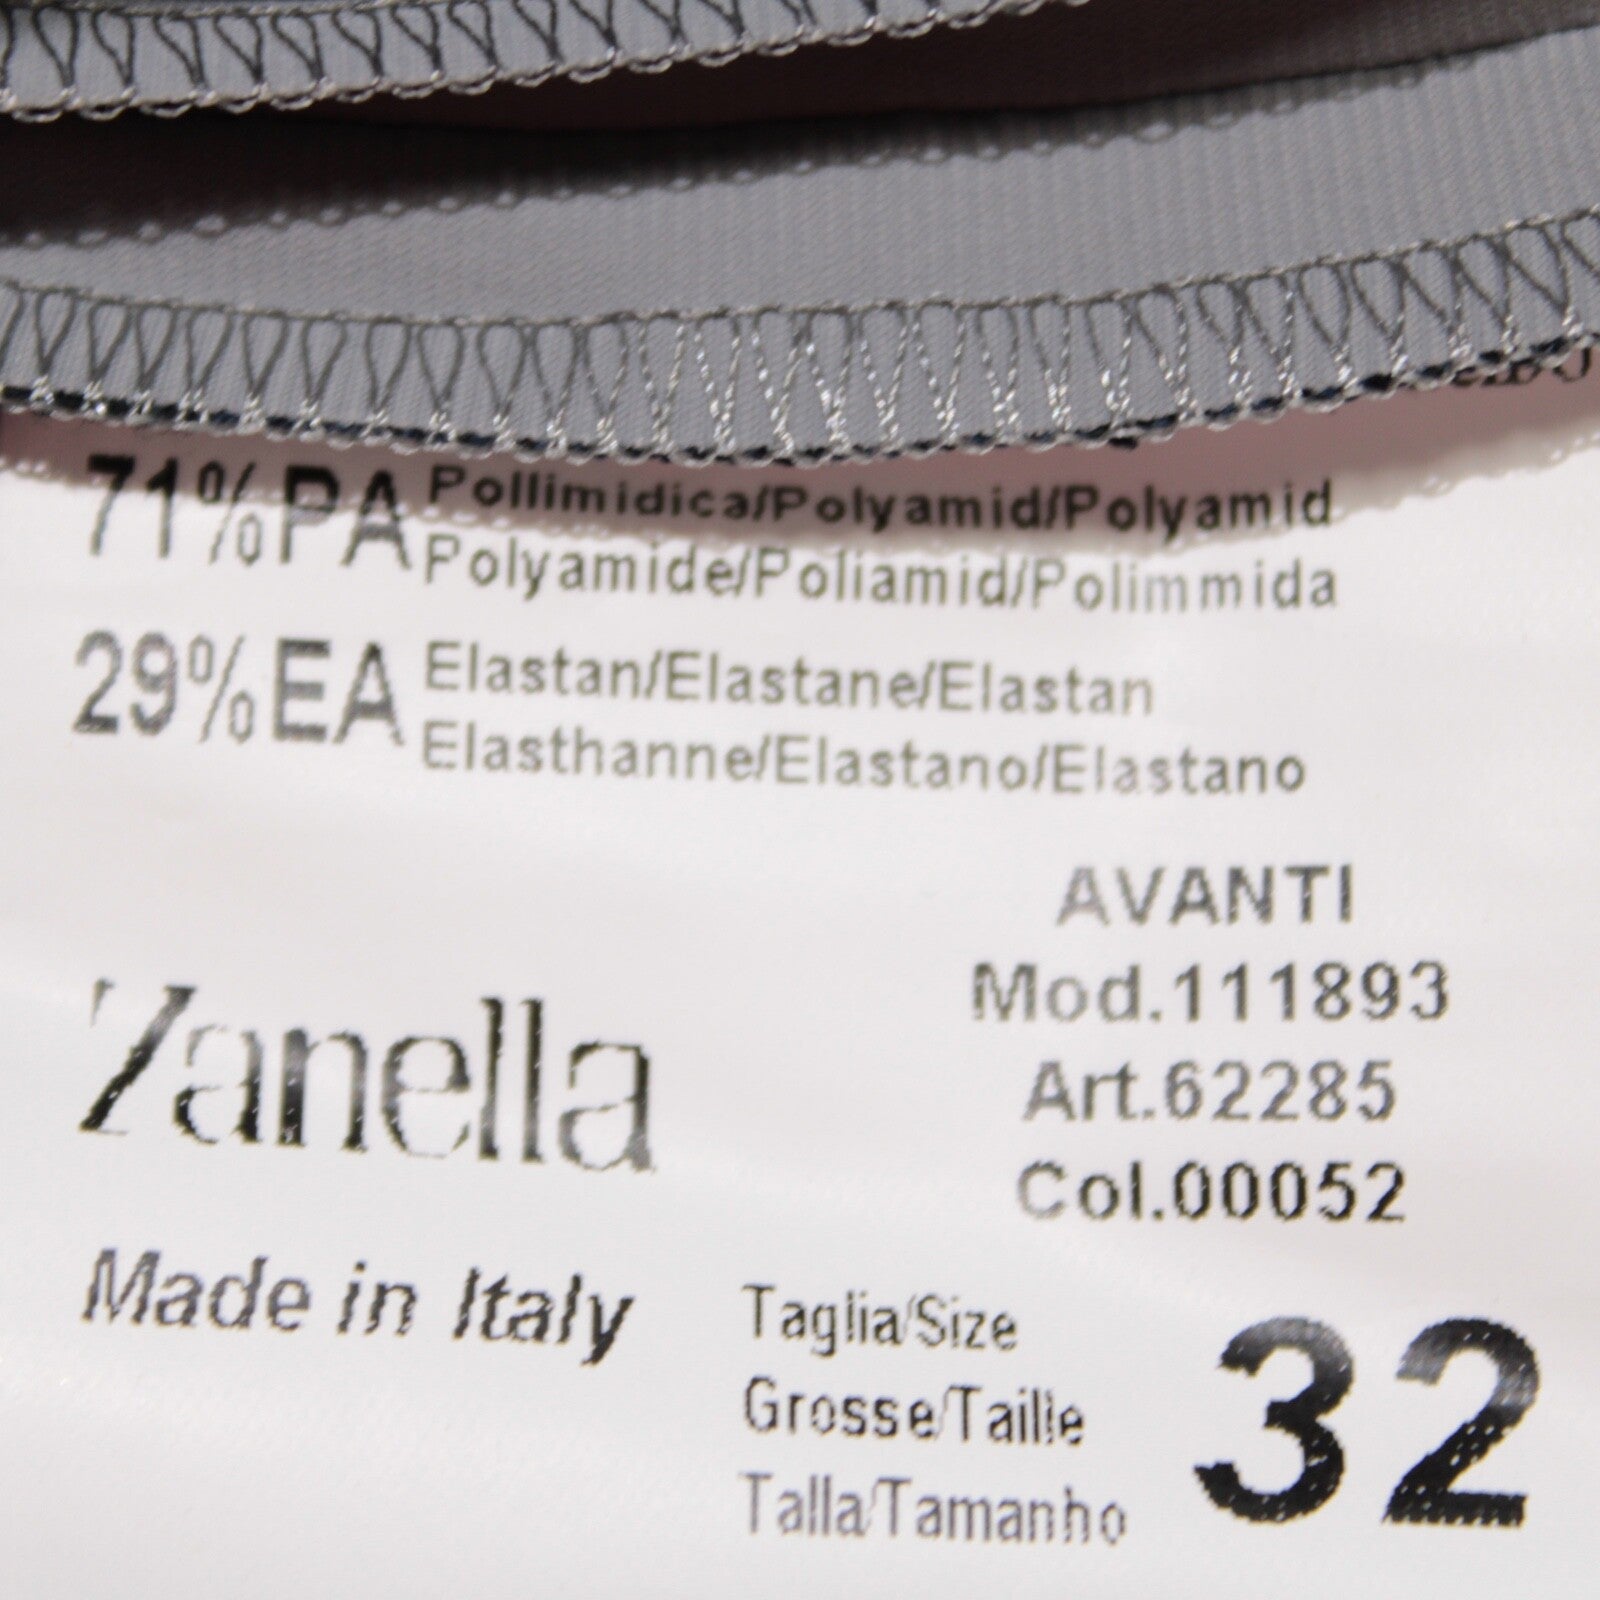 71%PA Pollimidica/Polyamid/Polyamid
Polyamide/Poliamid/Polimmida
29%EA Elastan/Elastane/Elastan
Elasthanne/Elastano/Elastano
AVANTI
Mod.111893
Art.62285
Col.00052
Zanella
Made in Italy
Taglia/Size
Grosse/Taille
Talla/Tamanho
32